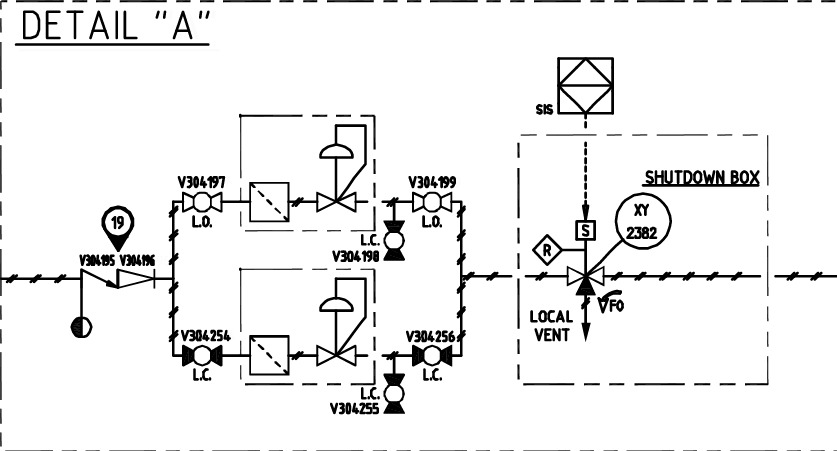 DETAIL "A"
SIS
SHUTDOWN BOX
V304197
V304199
L.O.
L.O.
XY
2382
19
S
R
L.C.
V304198
V304195 V304196
FO
LOCAL
VENT
V304254
V304256
L.C.
L.C.
L.C.
V304255